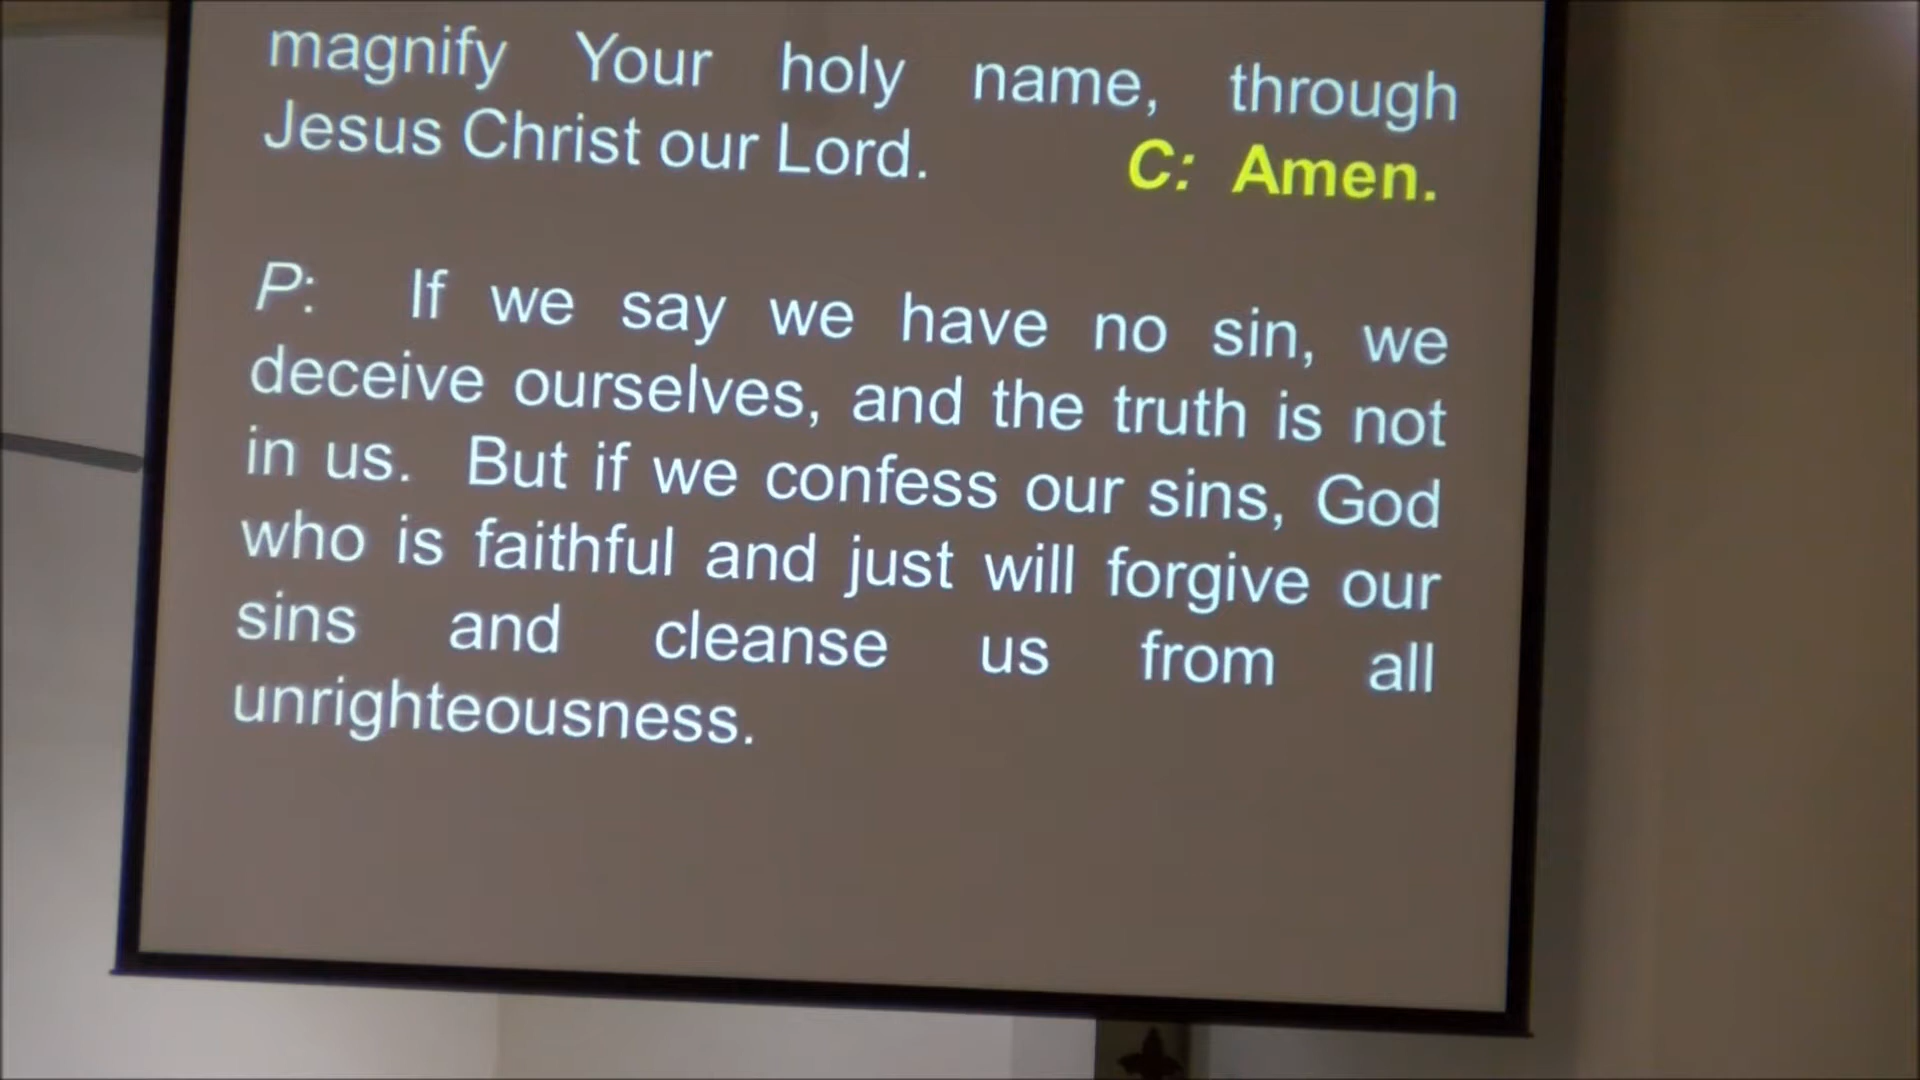 magnify Your holy name, through
Jesus Christ our Lord. C: Amen.
P: If we say we have no sin, we
deceive ourselves, and the truth is not
in us. But if we confess our sins, God
who is faithful and just will forgive our
sins and cleanse us from all
unrighteousness.